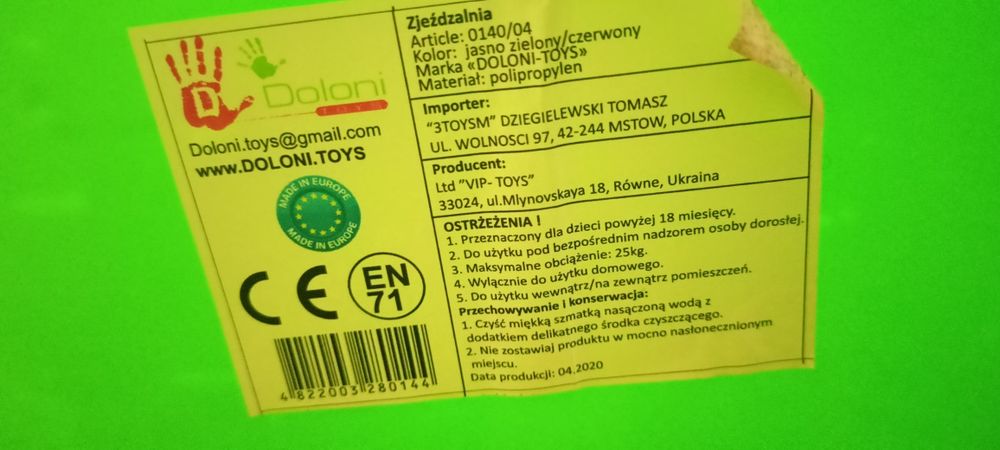 D
Doloni
TOYS
Doloni.toys@gmail.com
www.DOLONI.TOYS
MADE IN EUROPE
MADE IN EUROPE
CE
EN
71
4 822003 280144
Zjeżdzalnia
Article: 0140/04
Kolor: jasno zielony/czerwony
Marka «DOLONI-TOYS»
Materiał: polipropylen
Importer:
"3TOYSM" DZIEGIELEWSKI TOMASZ
UL. WOLNOSCI 97, 42-244 MSTOW, POLSKA
Producent:
Ltd "VIP- TOYS"
33024, ul.Mlynovskaya 18, Równe, Ukraina
OSTRZEŻENIA !
1. Przeznaczony dla dzieci powyżej 18 miesięcy.
2. Do użytku pod bezpośrednim nadzorem osoby dorosłej.
3. Maksymalne obciążenie: 25kg.
4. Wyłącznie do użytku domowego.
5. Do użytku wewnątrz/na zewnątrz pomieszczeń.
Przechowywanie i konserwacja:
1. Czyść miękką szmatką nasączoną wodą z
dodatkiem delikatnego środka czyszczącego.
2. Nie zostawiaj produktu w mocno nasłonecznionym
miejscu.
Data produkcji: 04.2020